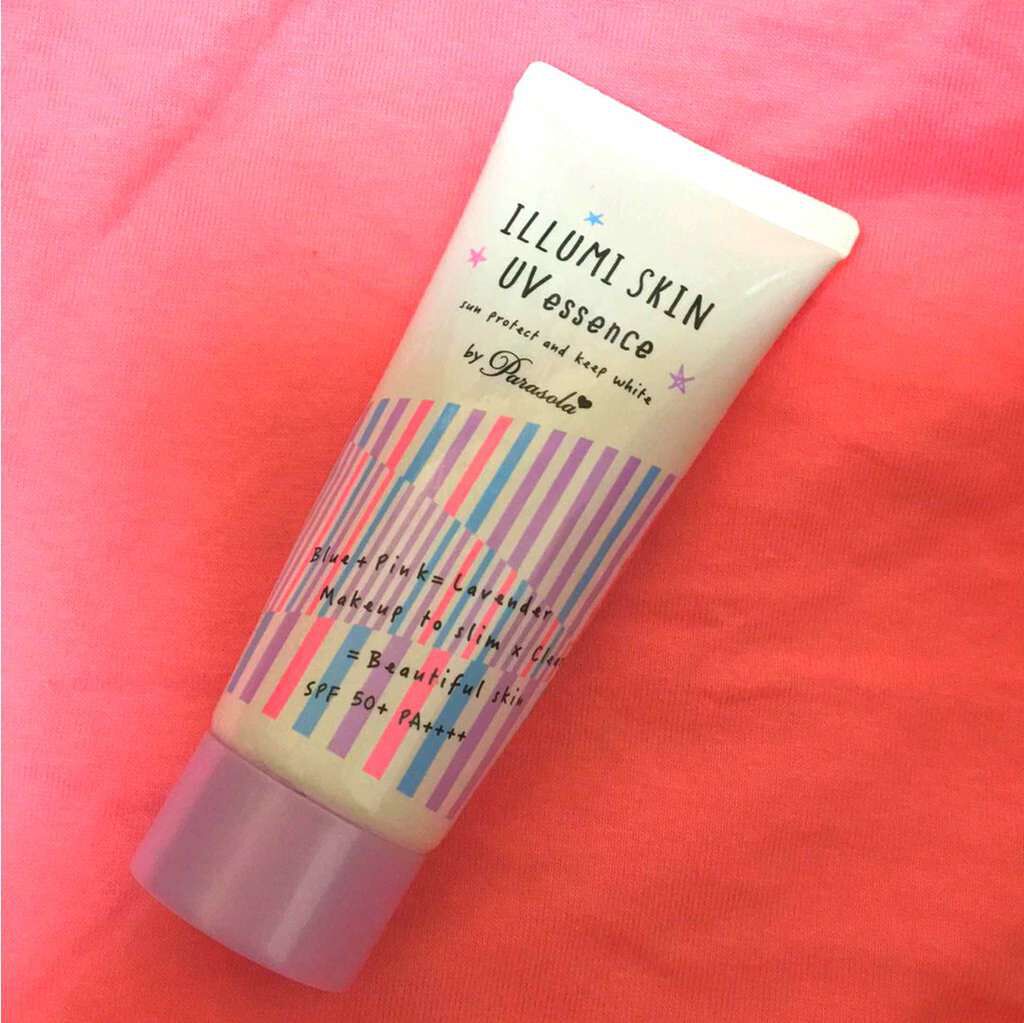 ILLUMI SKIN
UV essence
sun protect and keep white
by Parasola
Blue + Pink = Lavender
Makeup to slim x
= Beautiful skin
SPF 50+ PA++++